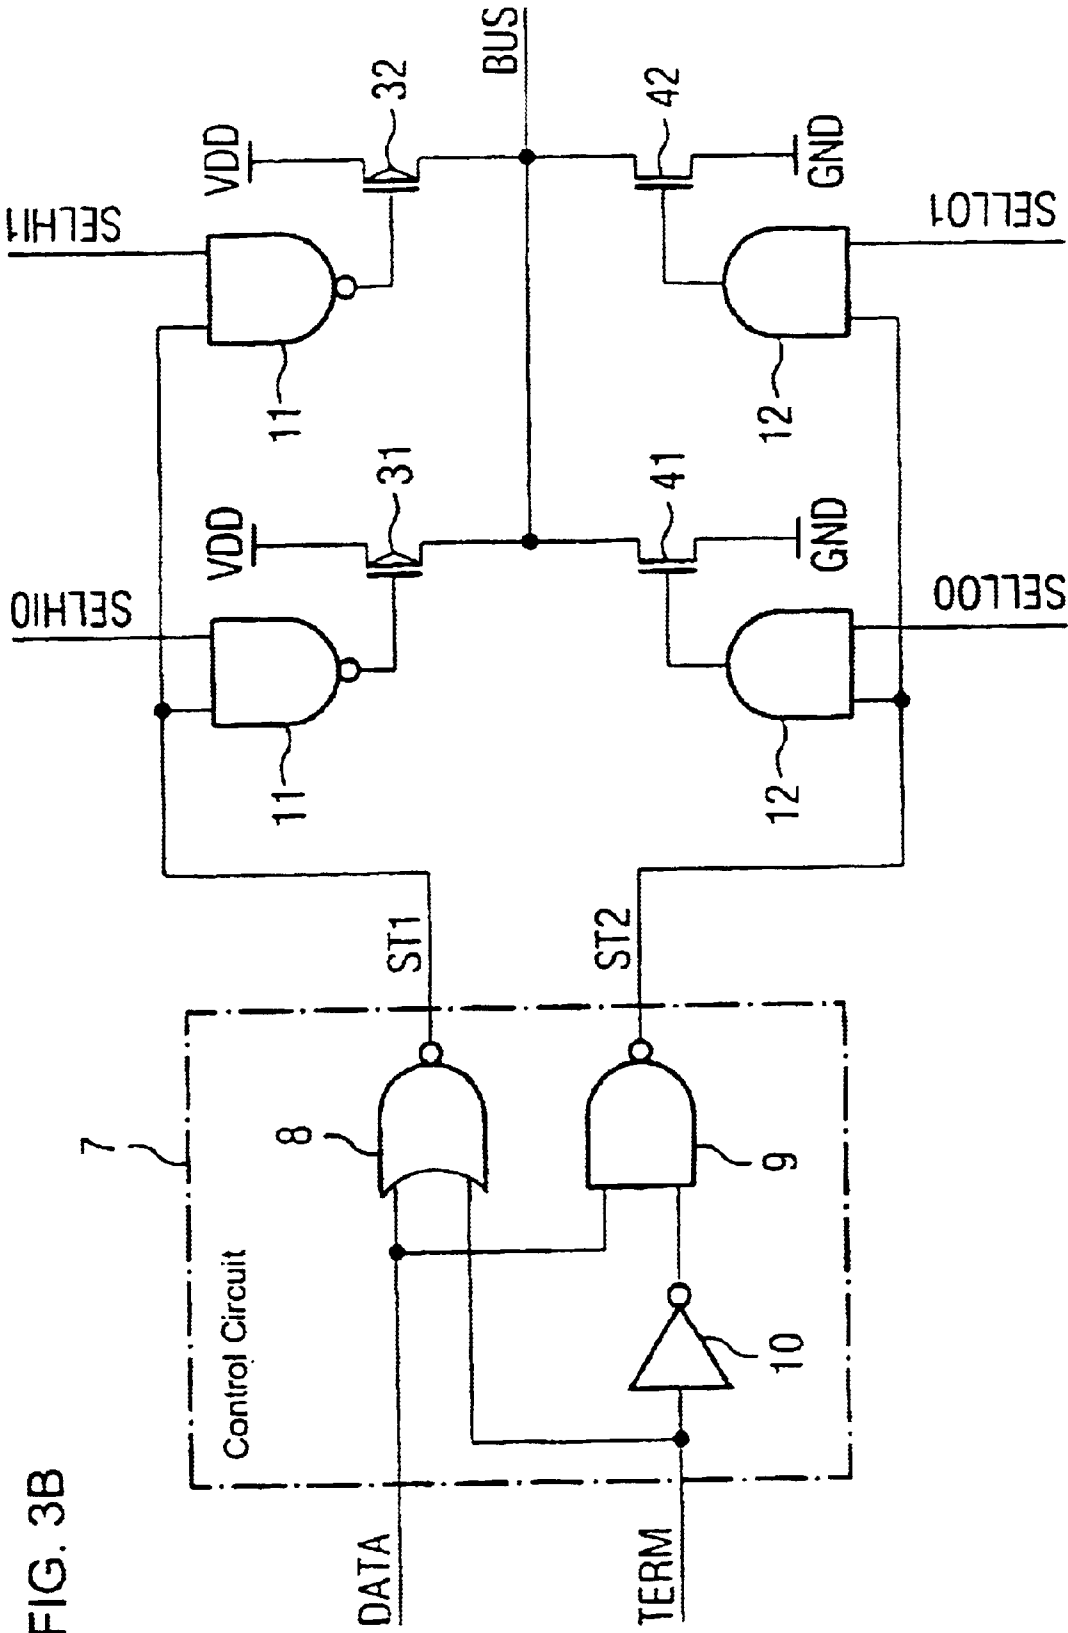 FIG. 3B
SELHI0
SELHI1
VDD
VDD
11
11
31
32
BUS
7
Control Circuit
8
ST1
DATA
ST2
9
10
TERM
41
42
12
12
GND
GND
SELLO0
SELLO1